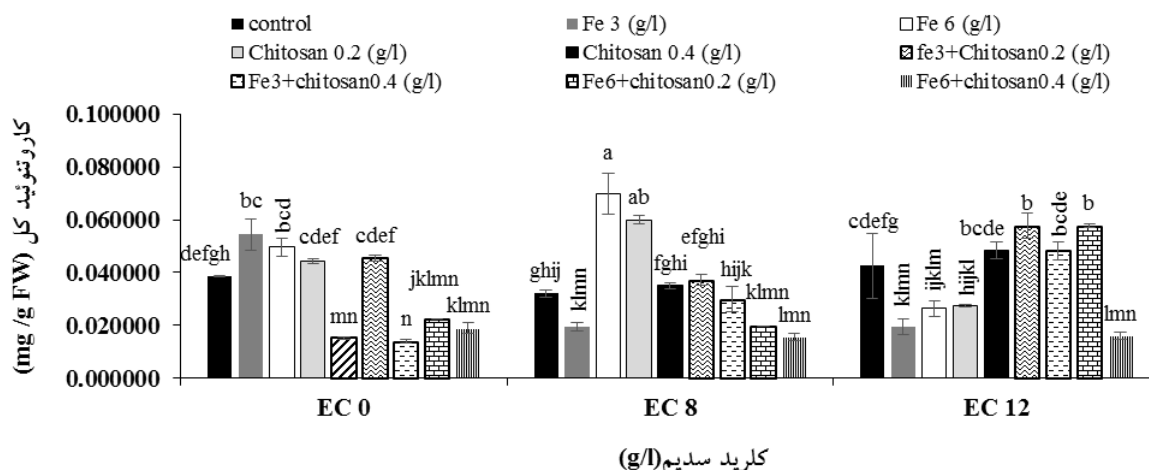 control Fe 3 (g/l) Fe 6 (g/l)
Chitosan 0.2 (g/l) Chitosan 0.4 (g/l) fe3+Chitosan0.2 (g/l)
Fe3+chitosan0.4 (g/l) Fe6+chitosan0.2 (g/l) Fe6+chitosan0.4 (g/l)
کاروتنوئید کل (mg /g FW)
0.100000
0.080000
0.060000
0.040000
0.020000
0.000000
defgh bc bcd cdef mn cdef n jklmn klmn
ghij klmn a ab fghi efghi hijk klmn lmn
cdefg klmn ijklm hijkl bcde b bcde b lmn
EC 0 EC 8 EC 12
کلرید سدیم(g/l)